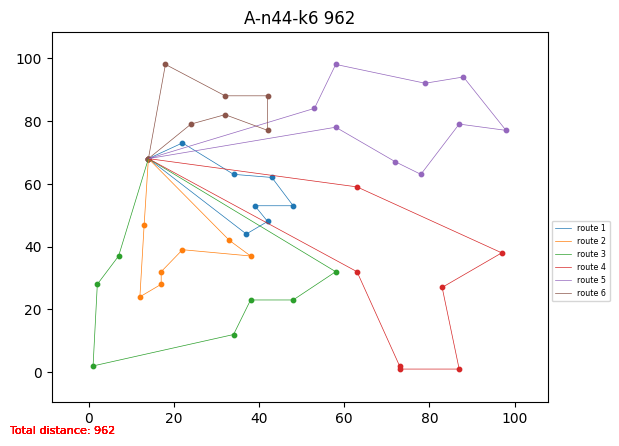 A-n44-k6 962
100
80
60
40
20
0
0 20 40 60 80 100
route 1
route 2
route 3
route 4
route 5
route 6
Total distance: 962